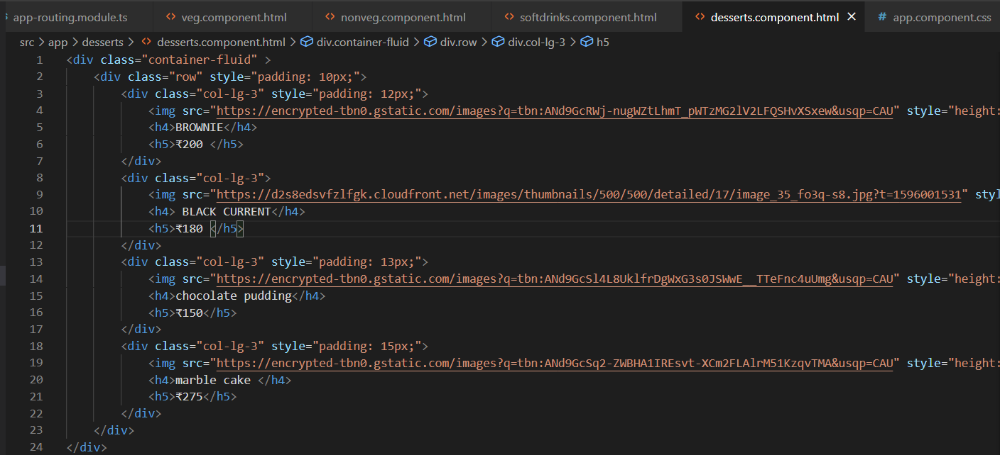 app-routing.module.ts <> veg.component.html <> nonveg.component.html <> softdrinks.component.html <> desserts.component.html × # app.component.css
src > app > desserts > <> desserts.component.html > div.container-fluid > div.row > div.col-lg-3 > h5
1 <div class="container-fluid" >
2 <div class="row" style="padding: 10px;">
3 <div class="col-lg-3" style="padding: 12px;">
4 <img src="https://encrypted-tbn0.gstatic.com/images?q=tbn:ANd9GcRWj-nugWZtLhmT_pWTzMG2lV2LFQSHvXSxew&usqp=CAU" style="height:
5 <h4>BROWNIE</h4>
6 <h5>₹200 </h5>
7 </div>
8 <div class="col-lg-3">
9 <img src="https://d2s8edsvfzlfgk.cloudfront.net/images/thumbnails/500/500/detailed/17/image_35_fo3q-s8.jpg?t=1596001531" styl
10 <h4> BLACK CURRENT</h4>
11 <h5>₹180 </h5>
12 </div>
13 <div class="col-lg-3" style="padding: 13px;">
14 <img src="https://encrypted-tbn0.gstatic.com/images?q=tbn:ANd9GcSl4L8UklfrDgWxG3s0JSWwE__TTeFnc4uUmg&usqp=CAU" style="height:
15 <h4>chocolate pudding</h4>
16 <h5>₹150</h5>
17 </div>
18 <div class="col-lg-3" style="padding: 15px;">
19 <img src="https://encrypted-tbn0.gstatic.com/images?q=tbn:ANd9GcSq2-ZWBHA1IREsvt-XCm2FLAlrM51KzqvTMA&usqp=CAU" style="height:
20 <h4>marble cake </h4>
21 <h5>₹275</h5>
22 </div>
23 </div>
24 </div>